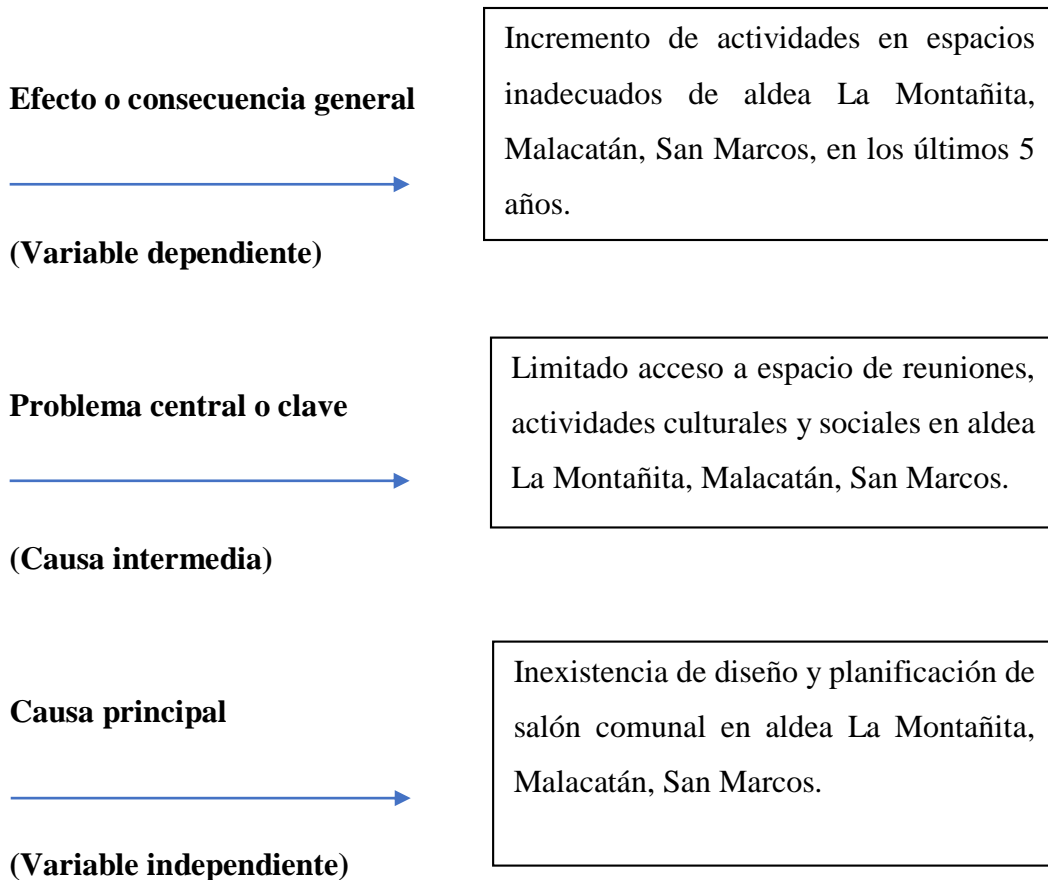 Efecto o consecuencia general
(Variable dependiente)
Incremento de actividades en espacios
inadecuados de aldea La Montañita,
Malacatán, San Marcos, en los últimos 5
años.
Problema central o clave
(Causa intermedia)
Limitado acceso a espacio de reuniones,
actividades culturales y sociales en aldea
La Montañita, Malacatán, San Marcos.
Causa principal
(Variable independiente)
Inexistencia de diseño y planificación de
salón comunal en aldea La Montañita,
Malacatán, San Marcos.